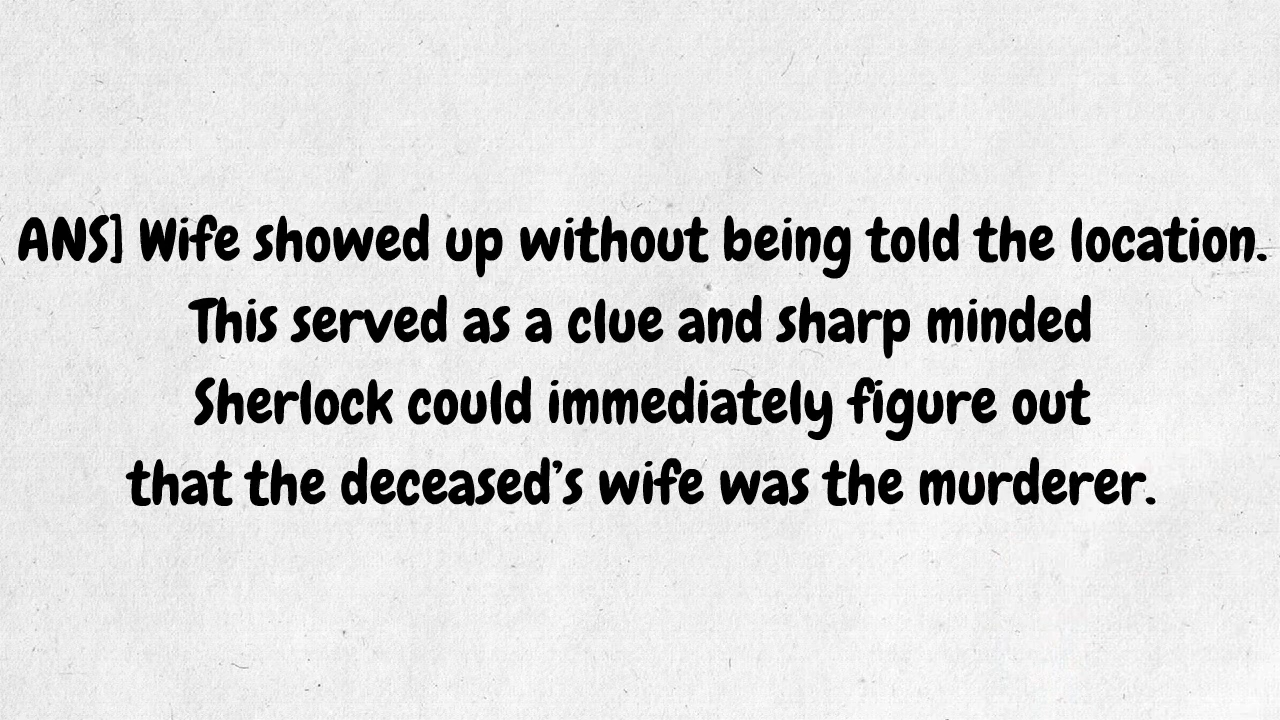 ANS] Wife showed up without being told the location.
This served as a clue and sharp minded
Sherlock could immediately figure out
that the deceased’s wife was the murderer.